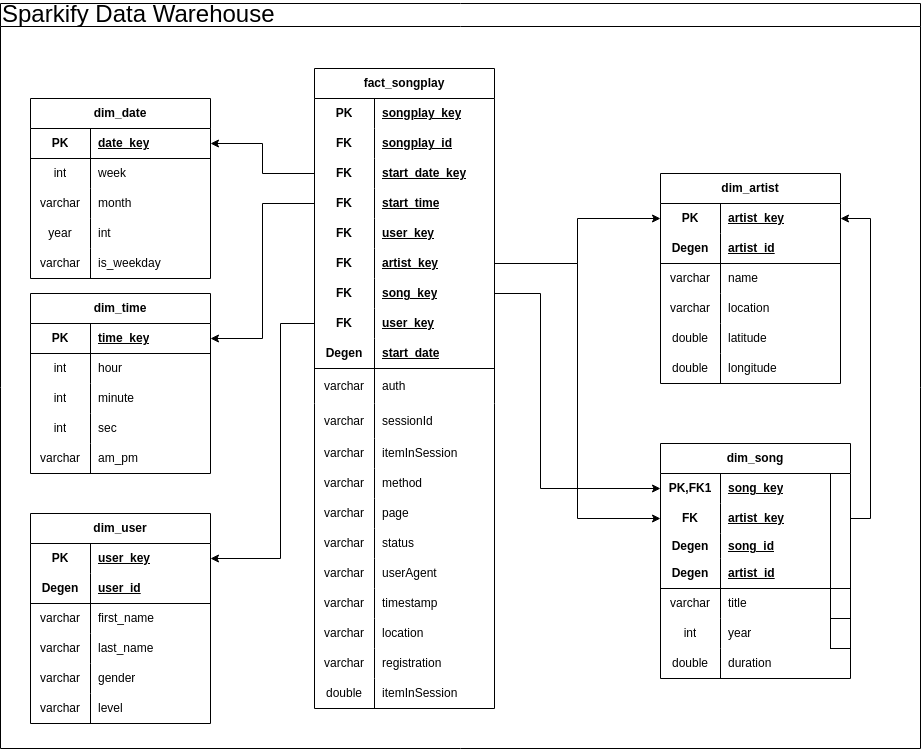 Sparkify Data Warehouse
dim_date
PK date_key
int week
varchar month
year int
varchar is_weekday
dim_time
PK time_key
int hour
int minute
int sec
varchar am_pm
dim_user
PK user_key
Degen user_id
varchar first_name
varchar last_name
varchar gender
varchar level
fact_songplay
PK songplay_key
FK songplay_id
FK start_date_key
FK start_time
FK user_key
FK artist_key
FK song_key
FK user_key
Degen start_date
varchar auth
varchar sessionId
varchar itemInSession
varchar method
varchar page
varchar status
varchar userAgent
varchar timestamp
varchar location
varchar registration
double itemInSession
dim_artist
PK artist_key
Degen artist_id
varchar name
varchar location
double latitude
double longitude
dim_song
PK,FK1 song_key
FK artist_key
Degen song_id
Degen artist_id
varchar title
int year
double duration